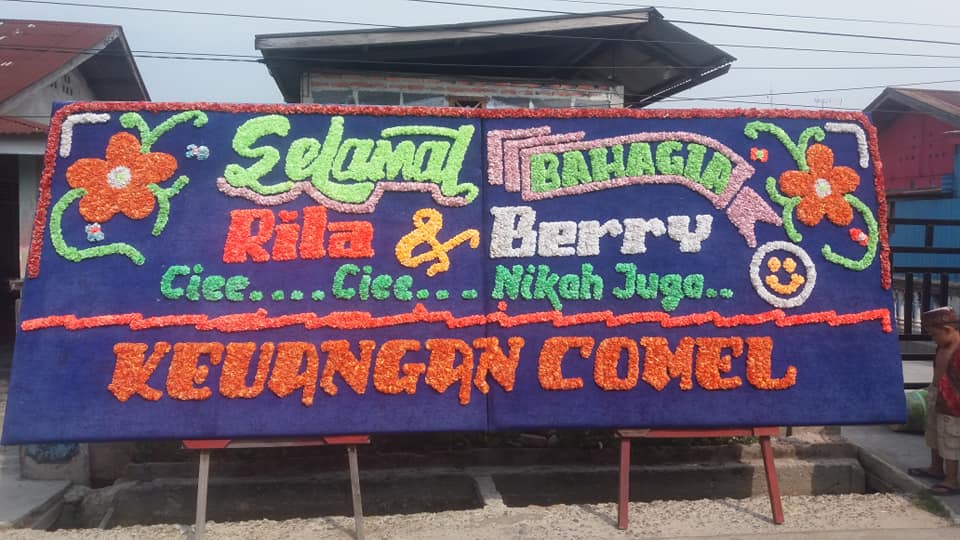 Selamat BAHAGIA
Rila & Berry
Ciee.... Ciee.... Nikah Juga..
KEUANGAN COMEL